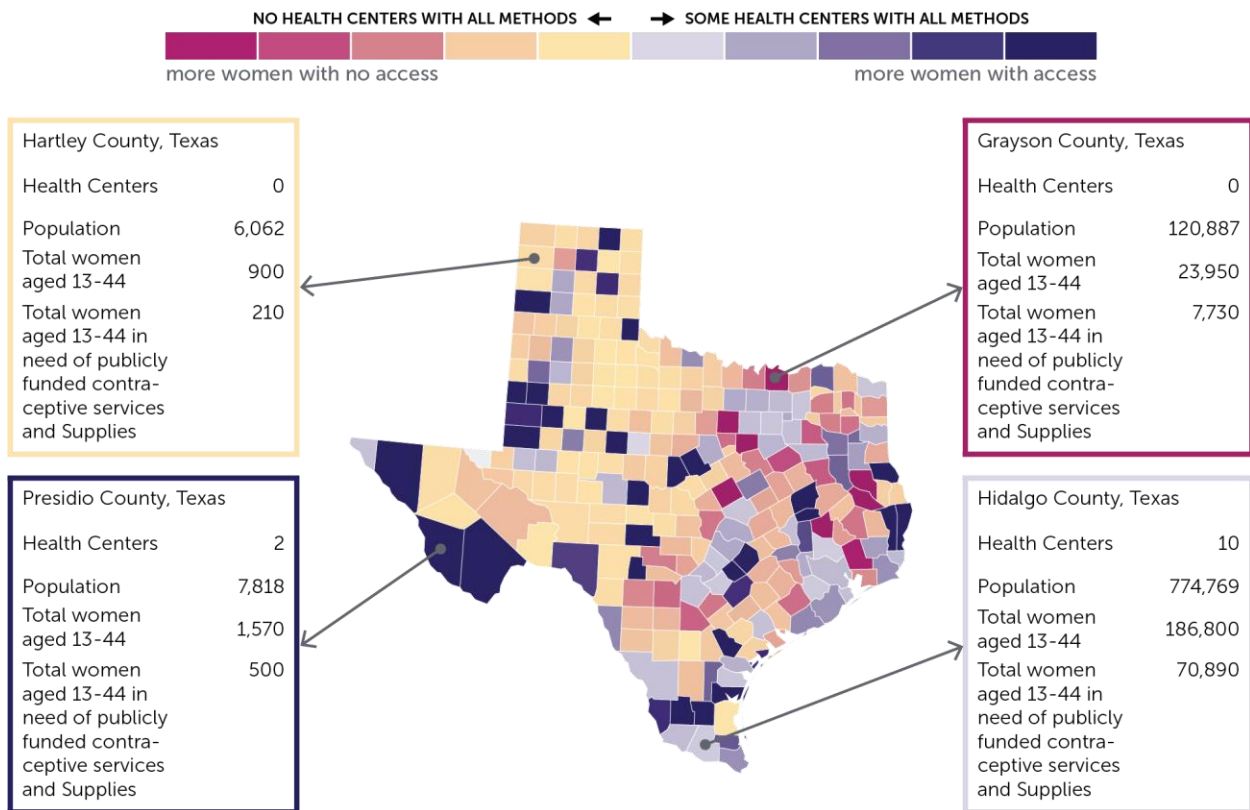 NO HEALTH CENTERS WITH ALL METHODS ← → SOME HEALTH CENTERS WITH ALL METHODS
more women with no access
more women with access
Hartley County, Texas
Health Centers 0
Population 6,062
Total women
aged 13-44 900
Total women 210
aged 13-44 in
need of publicly
funded contra-
ceptive services
and Supplies
Grayson County, Texas
Health Centers 0
Population 120,887
Total women
aged 13-44 23,950
Total women 7,730
aged 13-44 in
need of publicly
funded contra-
ceptive services
and Supplies
Presidio County, Texas
Health Centers 2
Population 7,818
Total women
aged 13-44 1,570
Total women 500
aged 13-44 in
need of publicly
funded contra-
ceptive services
and Supplies
Hidalgo County, Texas
Health Centers 10
Population 774,769
Total women
aged 13-44 186,800
Total women 70,890
aged 13-44 in
need of publicly
funded contra-
ceptive services
and Supplies